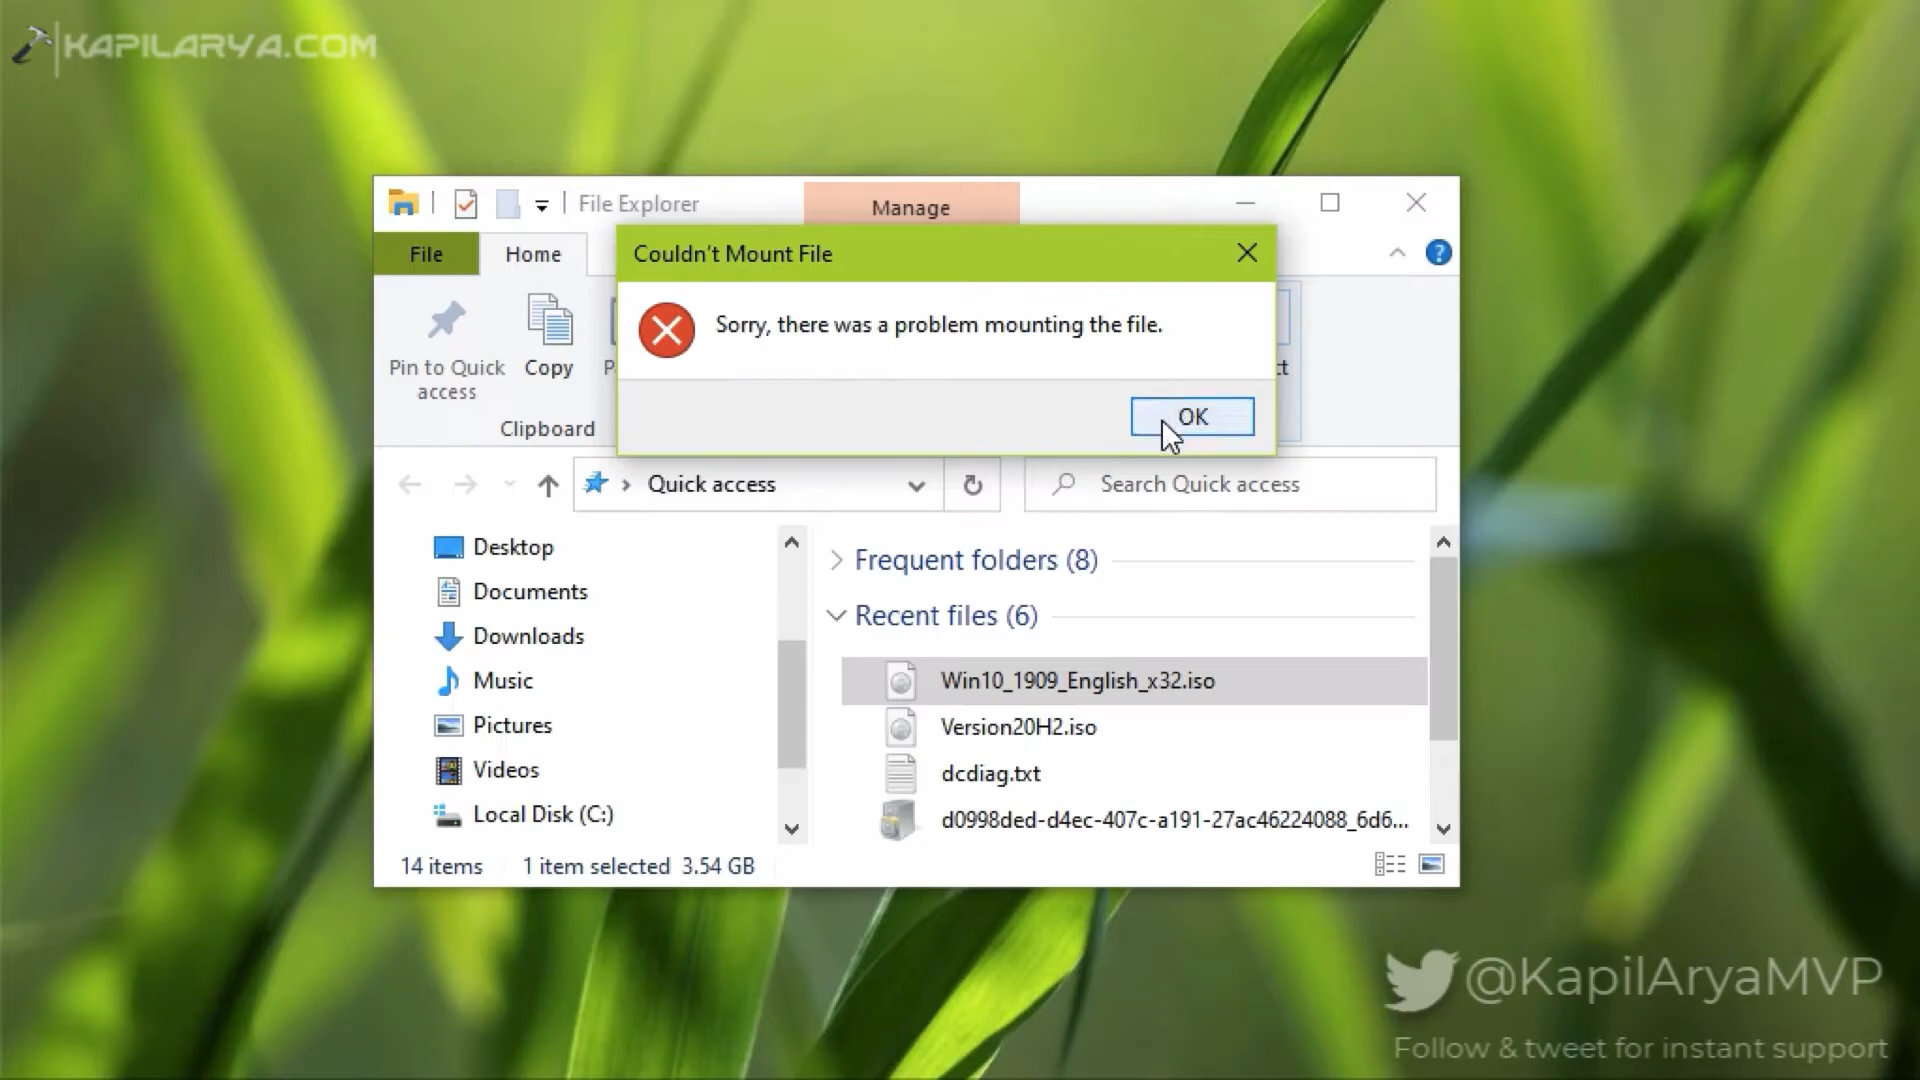 KAPILARYA.COM
File Explorer
Manage
File
Home
Couldn't Mount File
Sorry, there was a problem mounting the file.
OK
Pin to Quick
access
Copy
P
ct
Clipboard
Quick access
Search Quick access
Desktop
Documents
Downloads
Music
Pictures
Videos
Local Disk (C:)
Frequent folders (8)
Recent files (6)
Win10_1909_English_x32.iso
Version20H2.iso
dcdiag.txt
d0998ded-d4ec-407c-a191-27ac46224088_6d6...
14 items 1 item selected 3.54 GB
@KapilAryaMVP
Follow & tweet for instant support